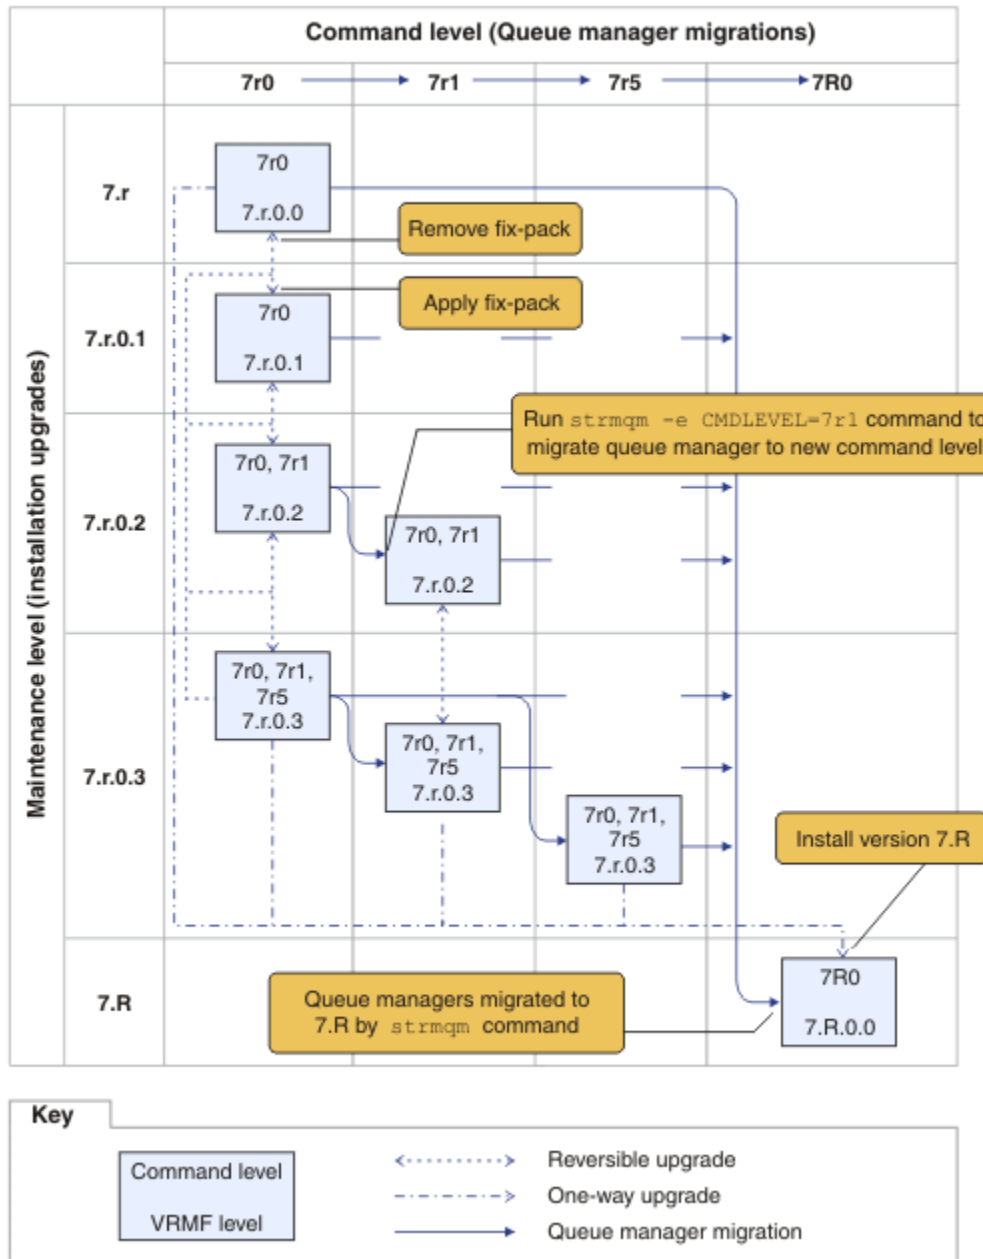 Command level (Queue manager migrations)
7r0
7r1
7r5
7R0
Maintenance level (installation upgrades)
7.r
7r0
7.r.0.0
Remove fix-pack
7.r.0.1
Apply fix-pack
7r0
7.r.0.1
7.r.0.2
Run strmqm -e CMDLEVEL=7r1 command to
migrate queue manager to new command level
7r0, 7r1
7.r.0.2
7r0, 7r1
7.r.0.2
7.r.0.3
7r0, 7r1,
7r5
7.r.0.3
7r0, 7r1,
7r5
7.r.0.3
7r0, 7r1,
7r5
7.r.0.3
Install version 7.R
7.R
Queue managers migrated to
7.R by strmqm command
7R0
7.R.0.0
Key
Command level
VRMF level
Reversible upgrade
One-way upgrade
Queue manager migration